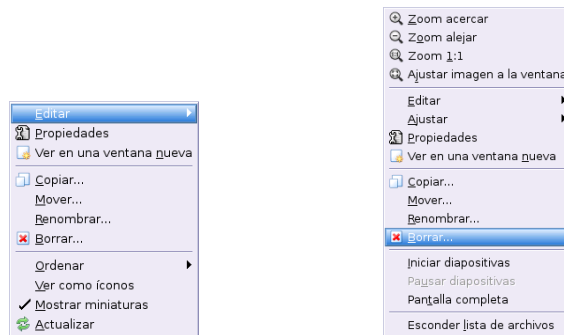 Editar
Propiedades
Ver en una ventana nueva
Copiar...
Mover...
Renombrar...
Borrar...
Ordenar
Ver como íconos
Mostrar miniaturas
Actualizar
Zoom acercar
Zoom alejar
Zoom 1:1
Ajustar imagen a la ventana
Editar
Ajustar
Propiedades
Ver en una ventana nueva
Copiar...
Mover...
Renombrar...
Borrar...
Iniciar diapositivas
Pausar diapositivas
Pantalla completa
Esconder lista de archivos